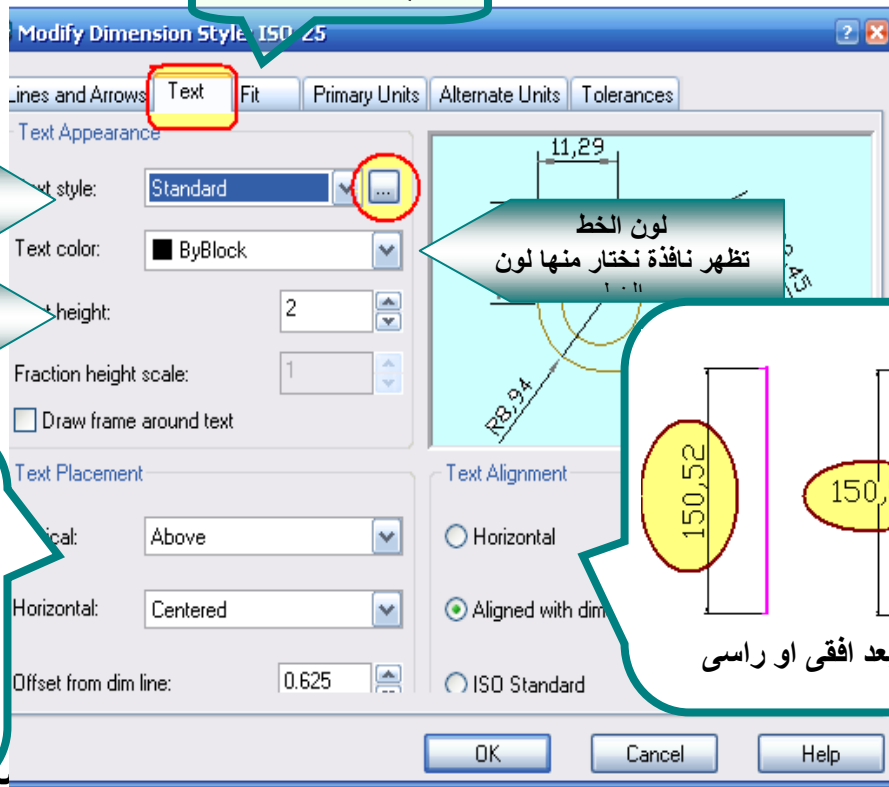 Modify Dimension Style: ISO-25
Lines and Arrows Text Fit Primary Units Alternate Units Tolerances
Text Appearance
Text style: Standard ...
Text color: ByBlock
height: 2
Fraction height scale: 1
Draw frame around text
11,29
R8,94
لون الخط
تظهر نافذة نختار منها لون
Text Placement
Above
Horizontal: Centered
Offset from dim line: 0.625
Text Alignment
Horizontal
Aligned with dim
ISO Standard
150,52
150,
افقى او راسى
OK Cancel Help